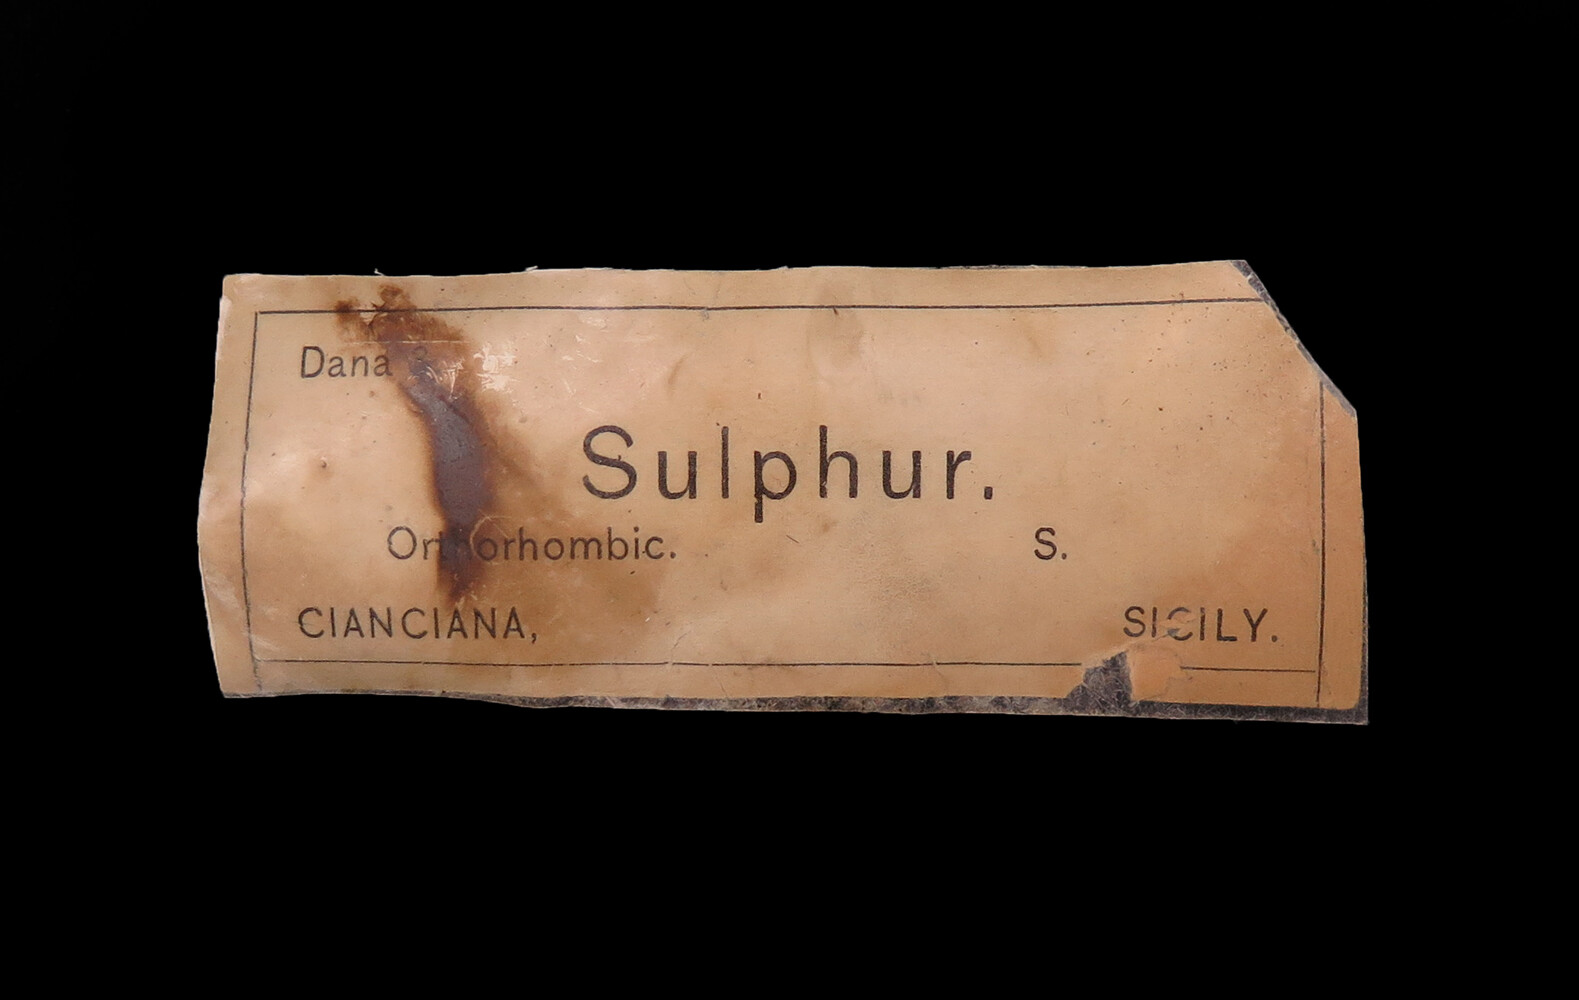 Dana
Sulphur.
Orthorhombic. S.
CIANCIANA, SICILY.